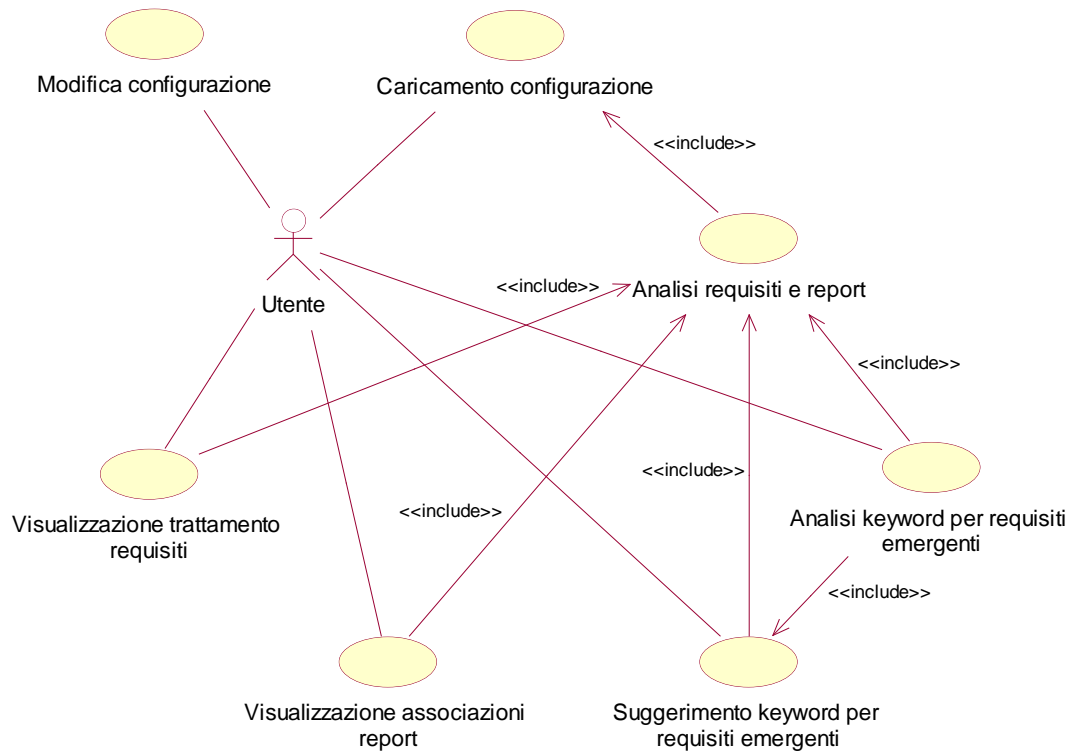 Modifica configurazione
Caricamento configurazione
<<include>>
<<include>>
Analisi requisiti e report
Utente
<<include>>
<<include>>
<<include>>
Visualizzazione trattamento
requisiti
Analisi keyword per requisiti
emergenti
<<include>>
Visualizzazione associazioni
report
Suggerimento keyword per
requisiti emergenti